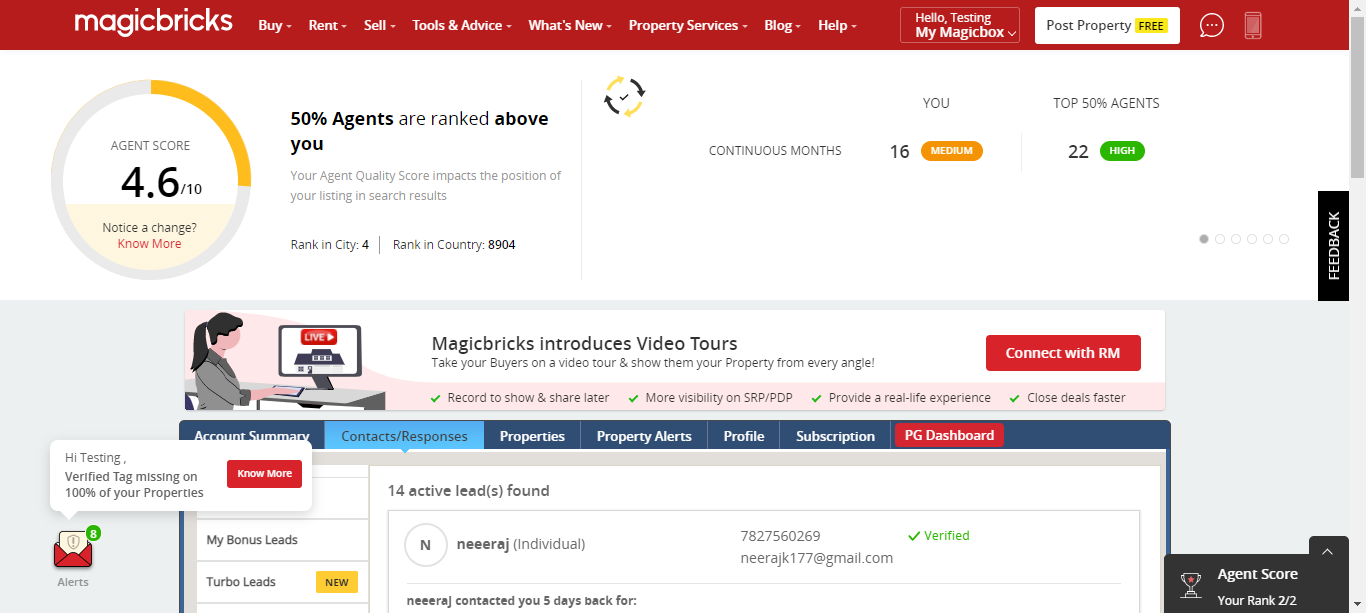 magicbricks
Buy Rent Sell Tools & Advice What's New Property Services Blog Help
Hello, Testing
My Magicbox
Post Property FREE
AGENT SCORE
4.6/10
Notice a change?
Know More
50% Agents are ranked above
you
Your Agent Quality Score impacts the position of
your listing in search results
Rank in City: 4 Rank in Country: 8904
YOU TOP 50% AGENTS
CONTINUOUS MONTHS 16 MEDIUM 22 HIGH
FEEDBACK
LIVE
Magicbricks introduces Video Tours
Take your Buyers on a video tour & show them your Property from every angle!
Connect with RM
Record to show & share later More visibility on SRP/PDP Provide a real-life experience Close deals faster
Account Summary Contacts/Responses Properties Property Alerts Profile Subscription PG Dashboard
Hi Testing ,
Verified Tag missing on
100% of your Properties
Know More
8
Alerts
My Bonus Leads
Turbo Leads NEW
14 active lead(s) found
N neeeraj (Individual)
7827560269
neerajk177@gmail.com
Verified
neeeraj contacted you 5 days back for:
Agent Score
Your Rank 2/2